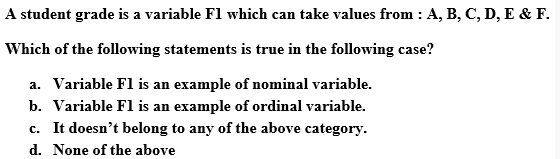 A student grade is a variable F1 which can take values from : A, B, C, D, E & F.
Which of the following statements is true in the following case?
a. Variable F1 is an example of nominal variable.
b. Variable F1 is an example of ordinal variable.
c. It doesn't belong to any of the above category.
d. None of the above